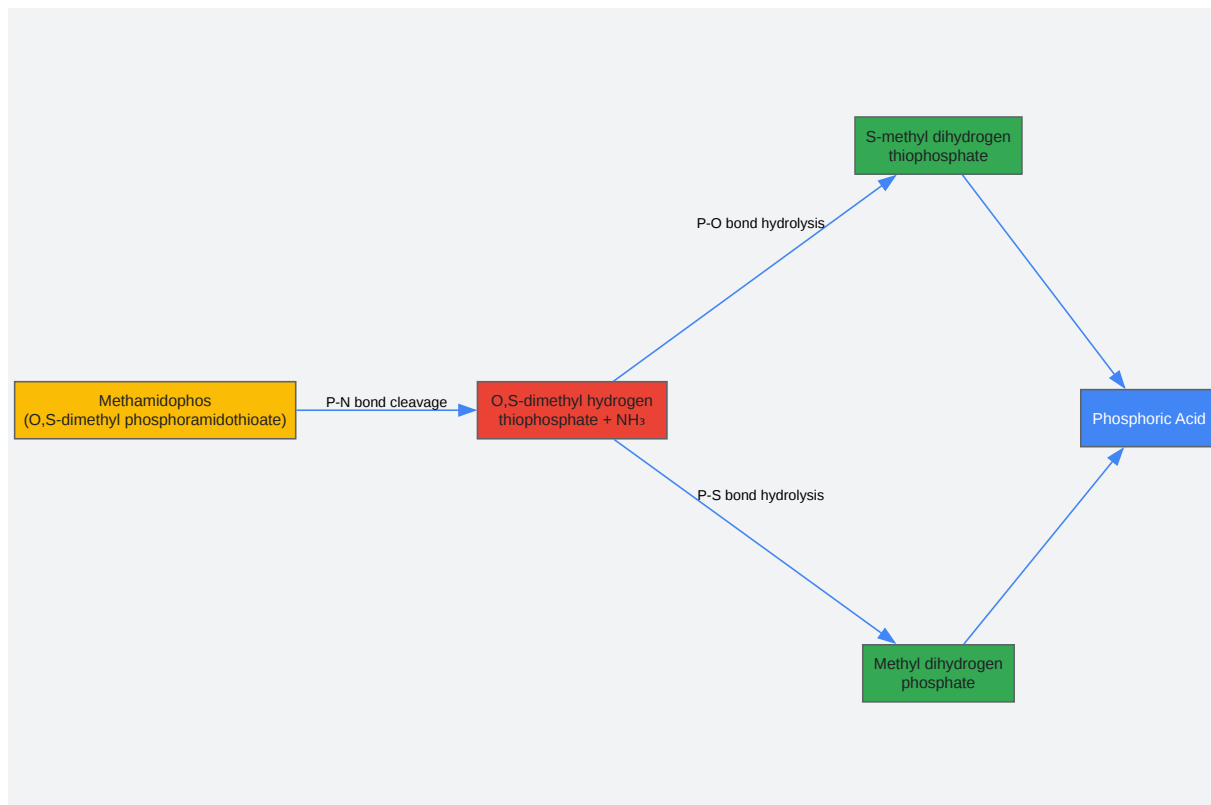 Methamidophos
(O,S-dimethyl phosphoramidothioate)
P-N bond cleavage
O,S-dimethyl hydrogen
thiophosphate + NH₃
P-O bond hydrolysis
S-methyl dihydrogen
thiophosphate
P-S bond hydrolysis
Methyl dihydrogen
phosphate
Phosphoric Acid